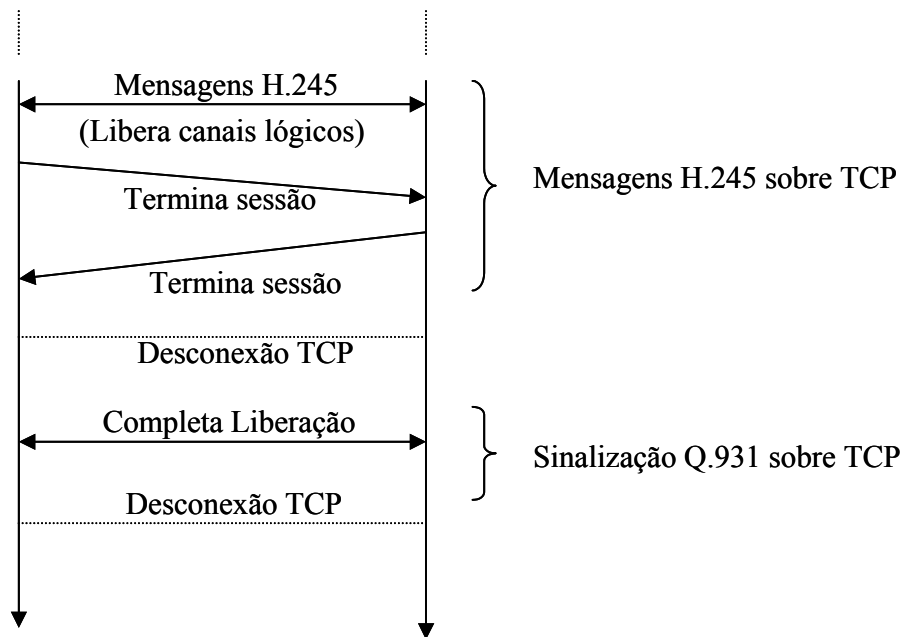 Mensagens H.245
(Libera canais lógicos)
Termina sessão
Termina sessão
Mensagens H.245 sobre TCP
Desconexão TCP
Completa Liberação
Sinalização Q.931 sobre TCP
Desconexão TCP